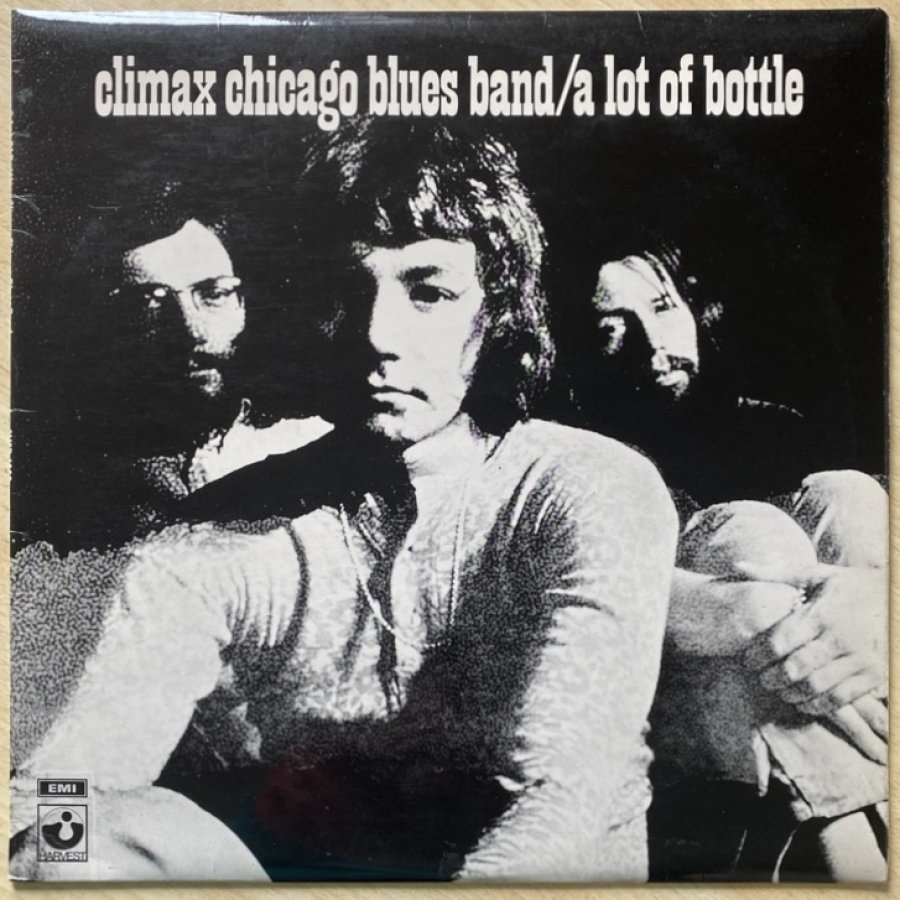 climax chicago blues band/a lot of bottle
EMI
HARVEST